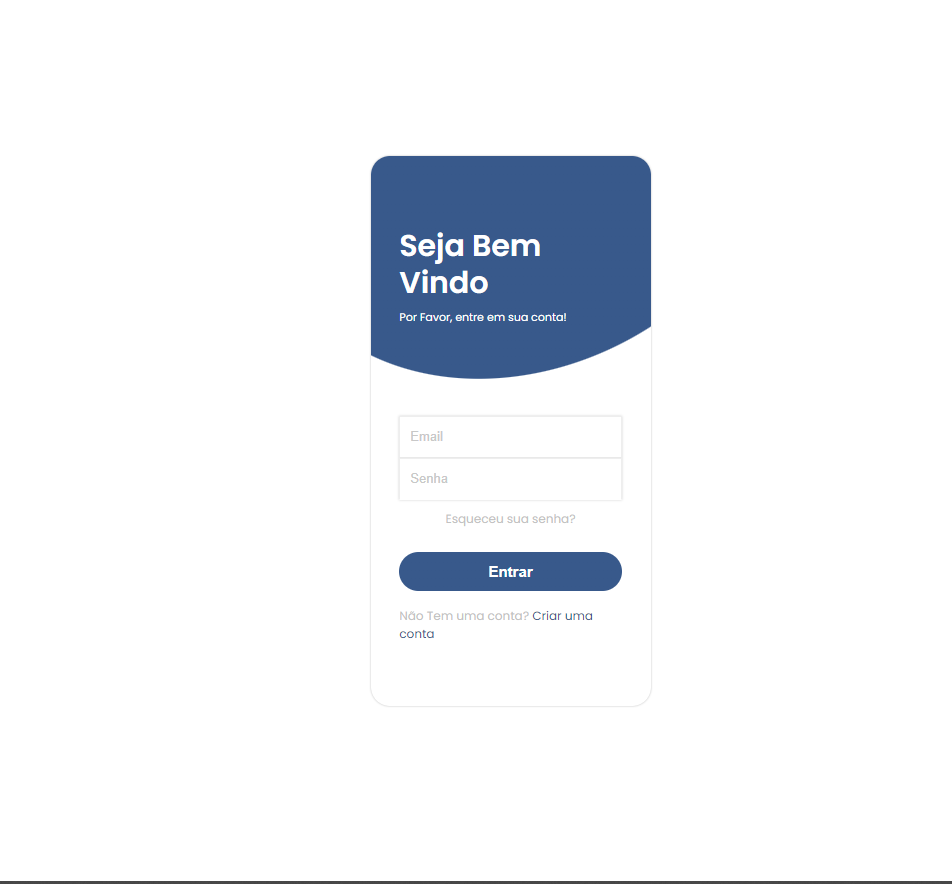 Seja Bem
Vindo
Por Favor, entre em sua conta!
Email
Senha
Esqueceu sua senha?
Entrar
Não Tem uma conta? Criar uma
conta